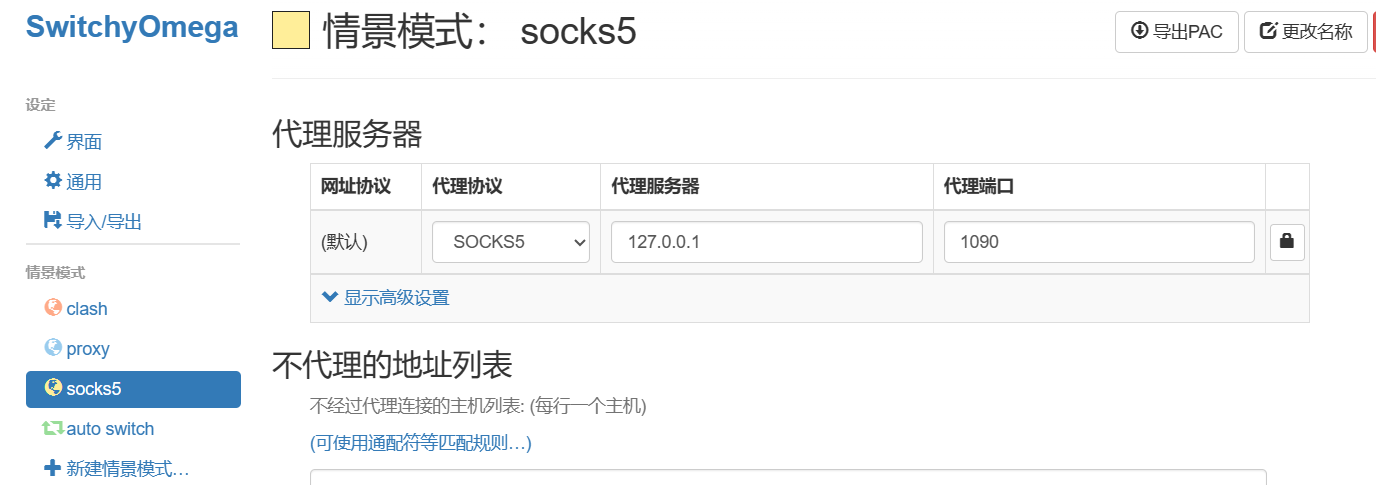 SwitchyOmega
设定
界面
通用
导入/导出
情景模式
clash
proxy
socks5
auto switch
新建情景模式…
情景模式： socks5
导出PAC
更改名称
代理服务器
网址协议 代理协议 代理服务器 代理端口
(默认) SOCKS5 127.0.0.1 1090
显示高级设置
不代理的地址列表
不经过代理连接的主机列表: (每行一个主机)
(可使用通配符等匹配规则…)